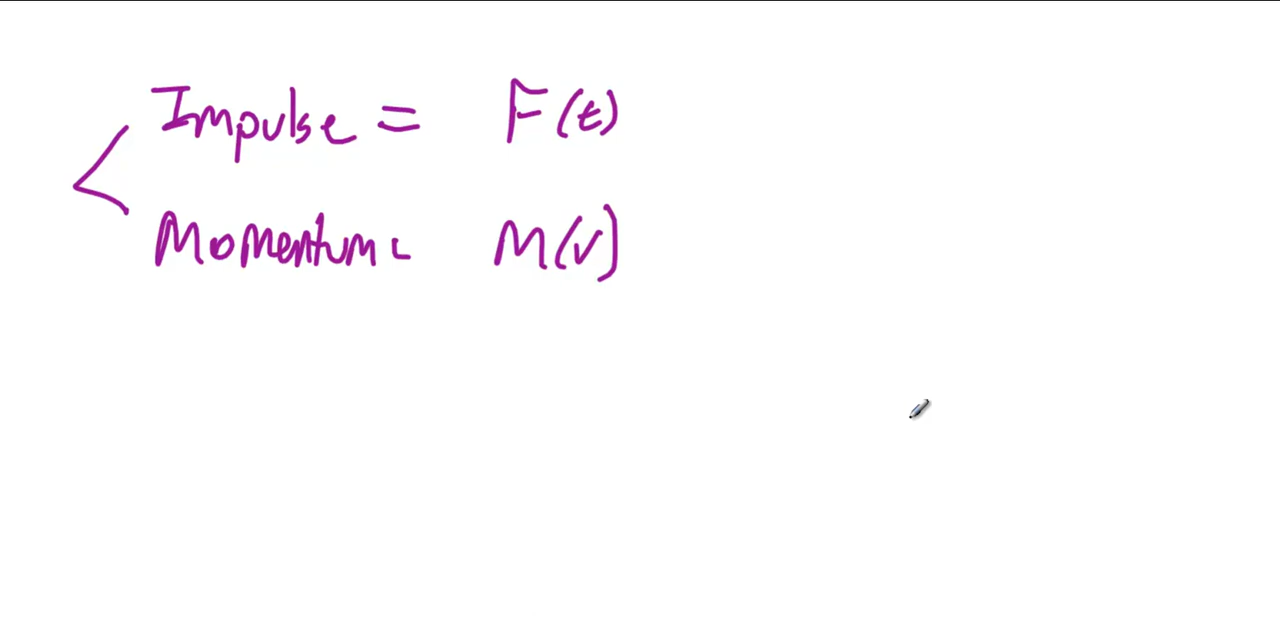 Impulse = F(t)
Momentum = M(v)